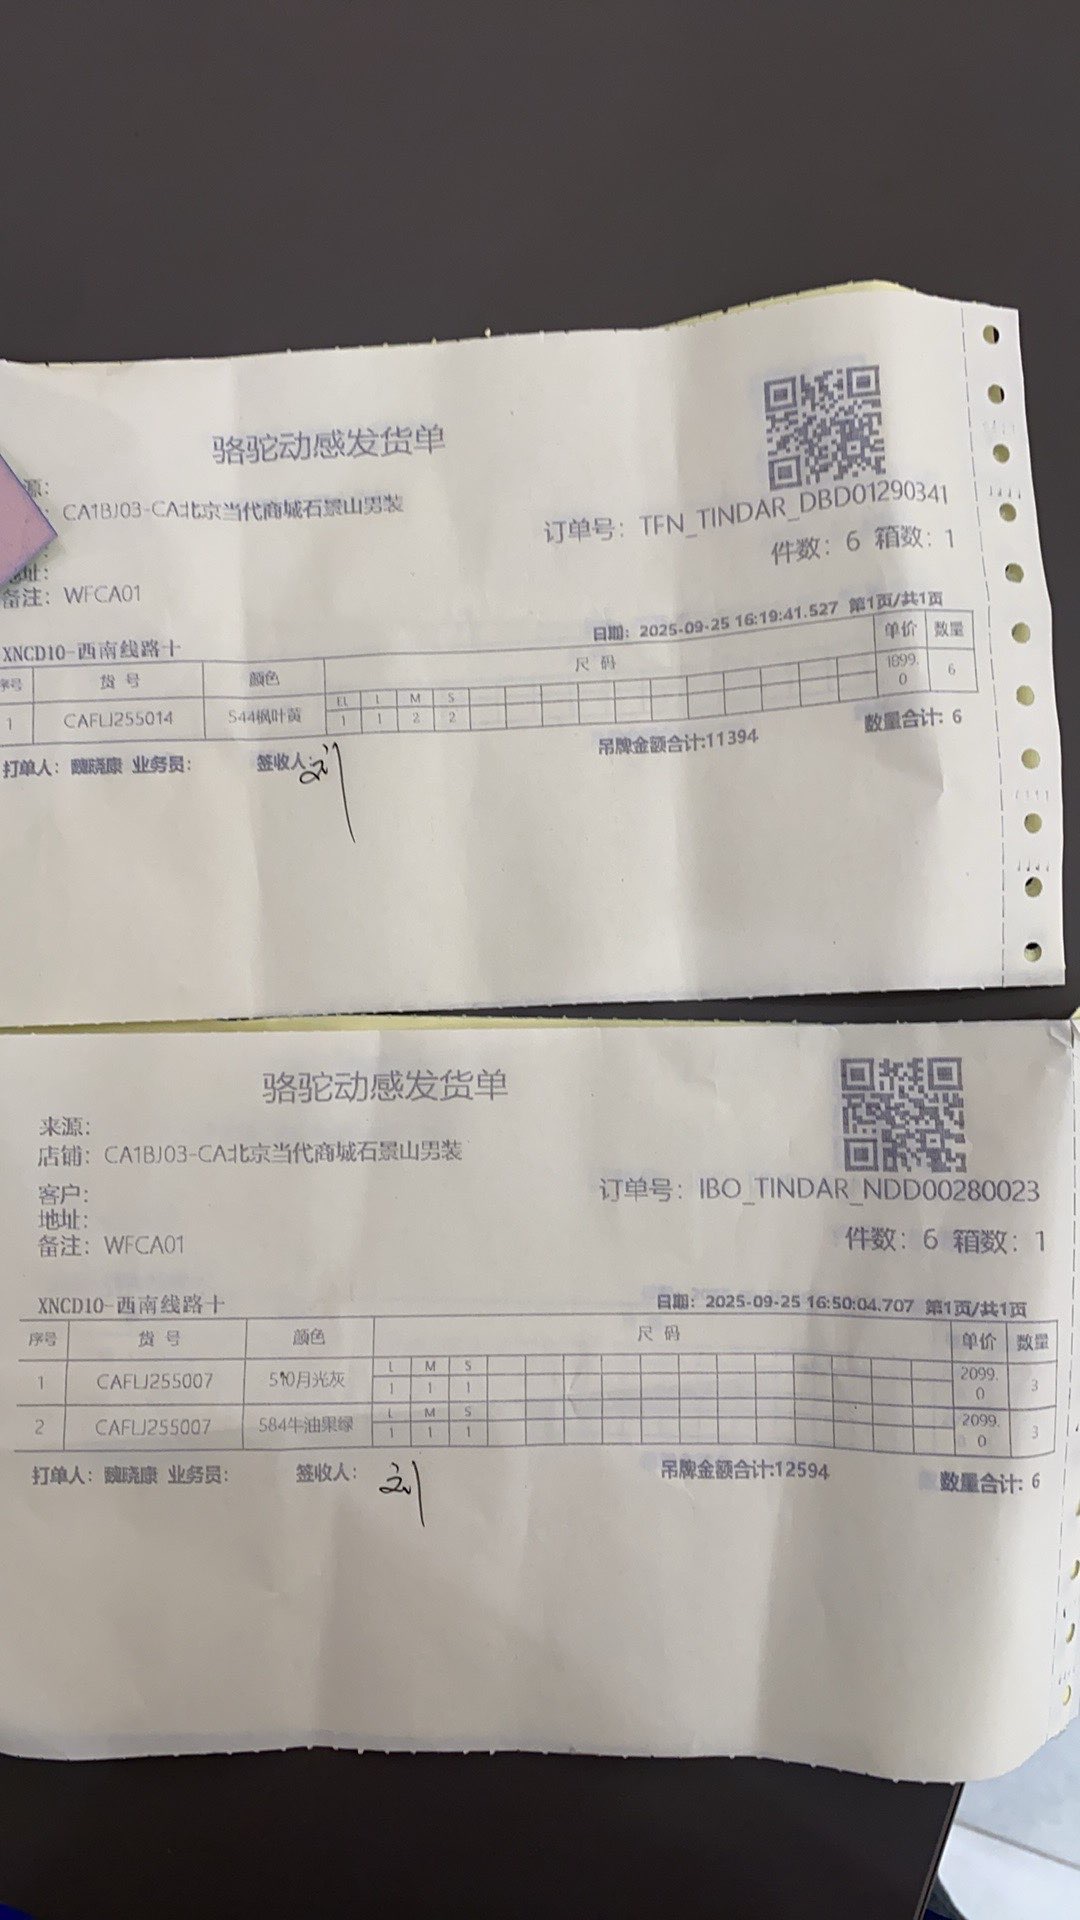 骆驼动感发货单
源:
CA1BJ03-CA北京当代商城石景山男装
订单号: TFN_TINDAR_DBD01290341
件数: 6 箱数: 1
地址:
备注: WFCA01
日期: 2025-09-25 16:19:41.527 第1页/共1页
XNCD10-西南线路十
序号 货号 颜色 尺码 单价 数量
XL L M S
1 CAFLJ255014 544枫叶黄 1 1 2 2 1899.0 6
打单人: 魏晓康 业务员: 签收人: 刘 吊牌金额合计:11394 数量合计: 6
骆驼动感发货单
来源:
店铺: CA1BJ03-CA北京当代商城石景山男装
客户:
订单号: IBO_TINDAR_NDD00280023
地址:
备注: WFCA01
件数: 6 箱数: 1
XNCD10-西南线路十 日期: 2025-09-25 16:50:04.707 第1页/共1页
序号 货号 颜色 尺码 单价 数量
L M S
1 CAFLJ255007 510月光灰 1 1 1 2099.0 3
L M S
2 CAFLJ255007 584牛油果绿 1 1 1 2099.0 3
打单人: 魏晓康 业务员: 签收人: 刘 吊牌金额合计:12594 数量合计: 6